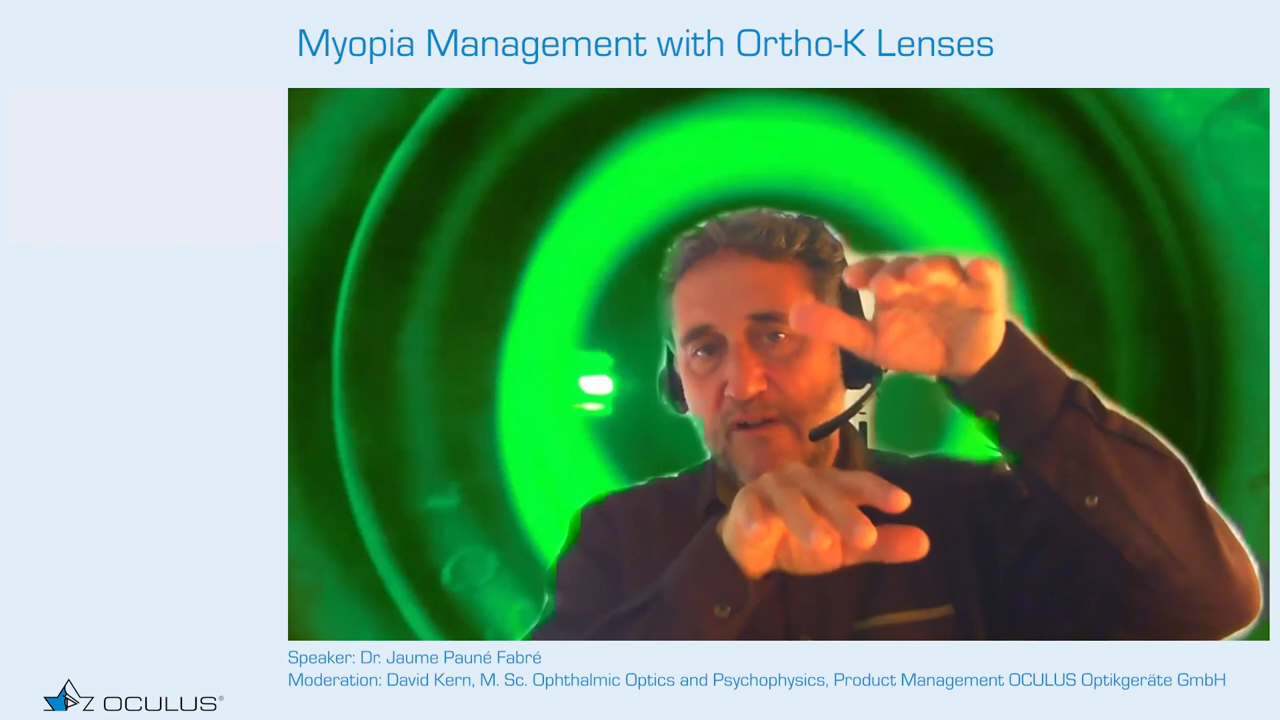 Myopia Management with Ortho-K Lenses
Speaker: Dr. Jaume Pauné Fabré
Moderation: David Kern, M. Sc. Ophthalmic Optics and Psychophysics, Product Management OCULUS Optikgeräte GmbH
OCULUS®